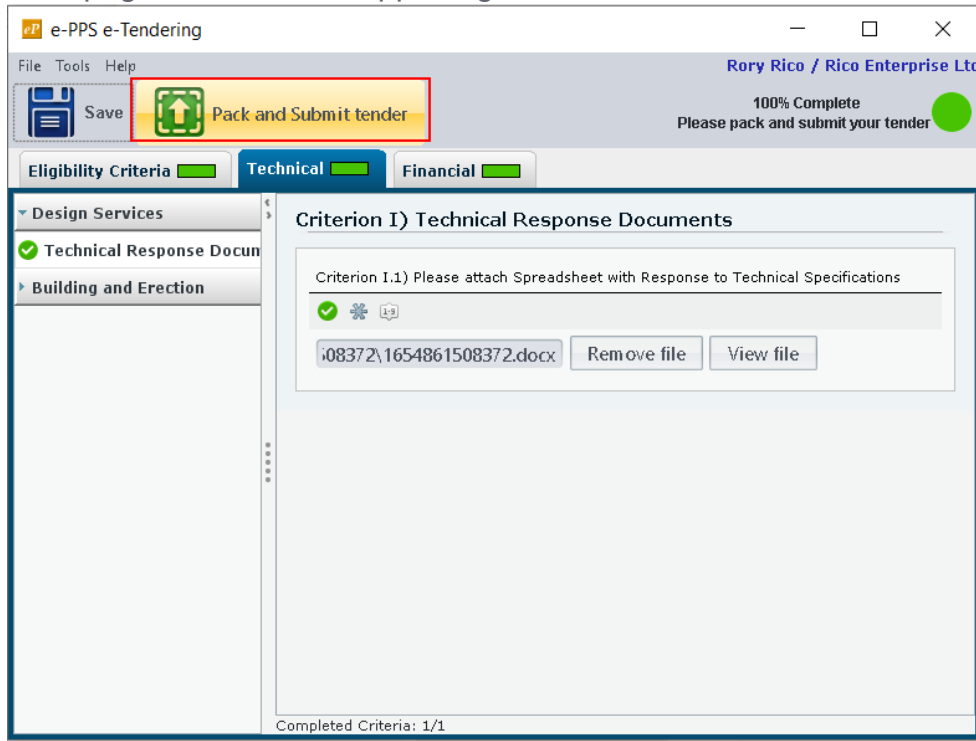 eP e-PPS e-Tendering
File Tools Help
Rory Rico / Rico Enterprise Ltd
Save
Pack and Submit tender
100% Complete
Please pack and submit your tender
Eligibility Criteria
Technical
Financial
Design Services
Technical Response Docum
Building and Erection
Criterion I) Technical Response Documents
Criterion I.1) Please attach Spreadsheet with Response to Technical Specifications
1-9
08372\1654861508372.docx
Remove file
View file
Completed Criteria: 1/1